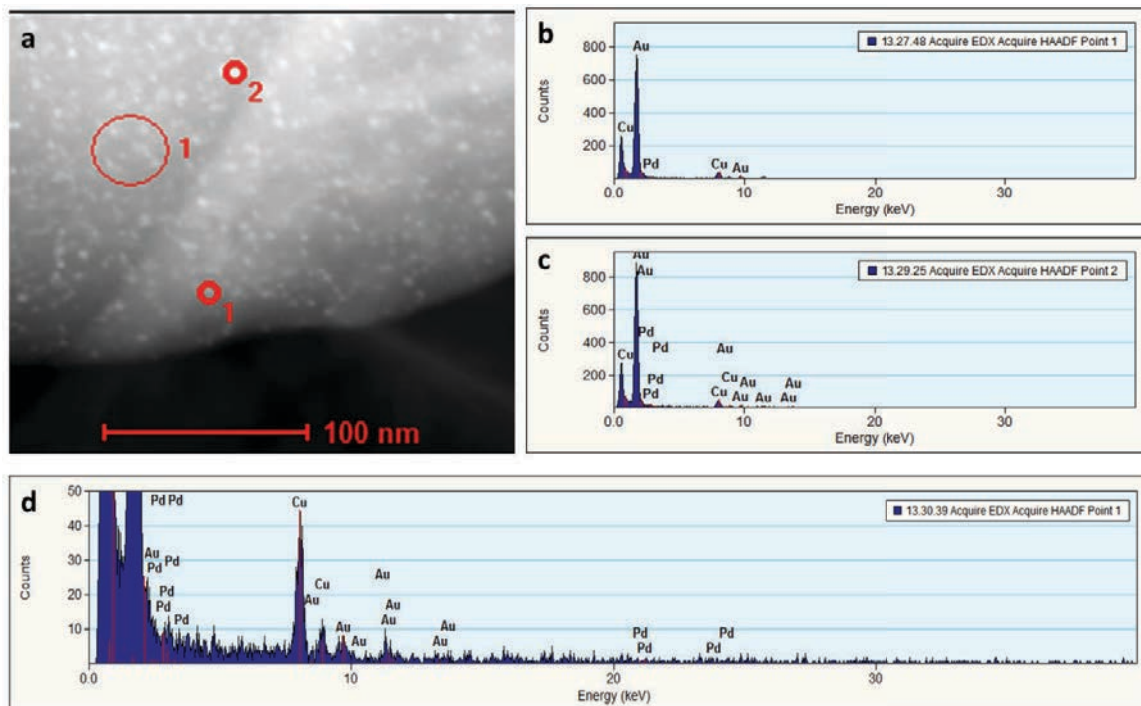 a
2
1
1
100 nm
b
13.27.48 Acquire EDX Acquire HAADF Point 1
Counts
800
600
400
200
Au
Cu
Pd
Cu
Au
0.0
10
20
30
Energy (keV)
c
13.29.25 Acquire EDX Acquire HAADF Point 2
Counts
800
600
400
200
Au
Au
Pd
Pd
Au
Cu
Pd
Cu
Au
Au
Pd
Cu
Au
Au
Au
0.0
10
20
30
Energy (keV)
d
13.30.39 Acquire EDX Acquire HAADF Point 1
Counts
50
40
30
20
10
Pd Pd
Cu
Au
Pd Pd
Au
Pd
Cu
Au
Au
Pd
Pd
Au
Au
Au
Au
Au
Au
Pd
Pd
Pd
Pd
0.0
10
20
30
Energy (keV)